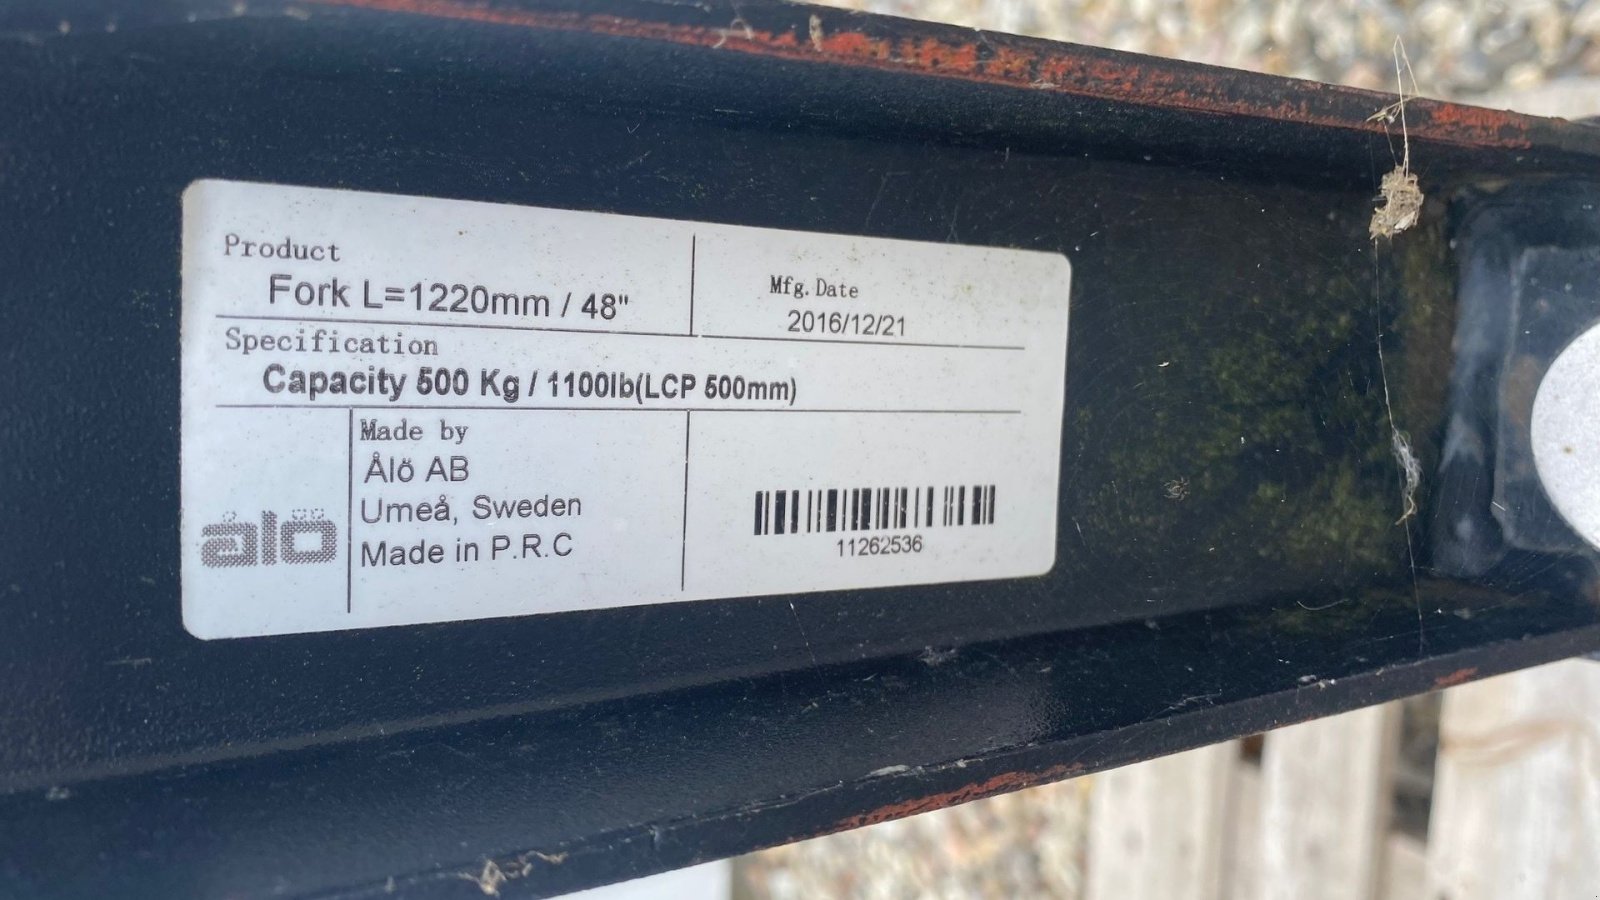 Product
Fork L=1220mm / 48"
Mfg. Date
2016/12/21
Specification
Capacity 500 Kg / 1100lb(LCP 500mm)
ålö
Made by
Ålö AB
Umeå, Sweden
Made in P.R.C
11262536